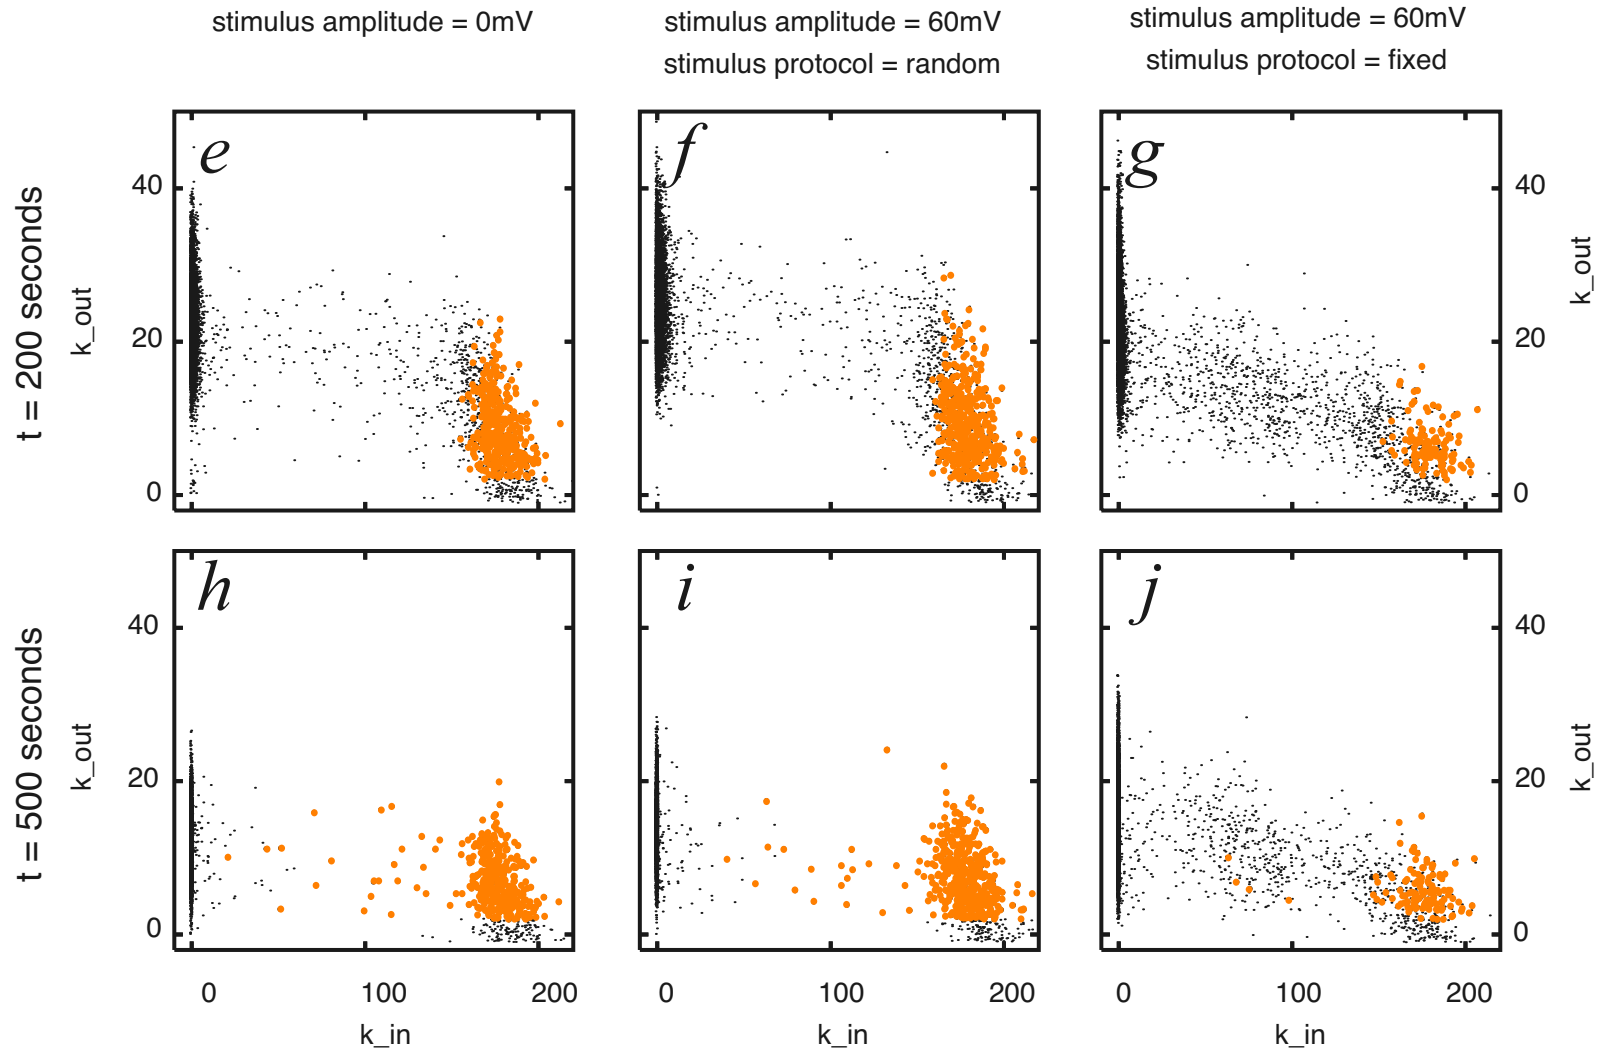 stimulus amplitude = 0mV
stimulus amplitude = 60mV
stimulus protocol = random
stimulus amplitude = 60mV
stimulus protocol = fixed
t = 200 seconds
k_out
40
20
0
e
f
g
40
20
0
k_out
t = 500 seconds
k_out
40
20
0
h
i
j
40
20
0
k_out
0 100 200
k_in
0 100 200
k_in
0 100 200
k_in